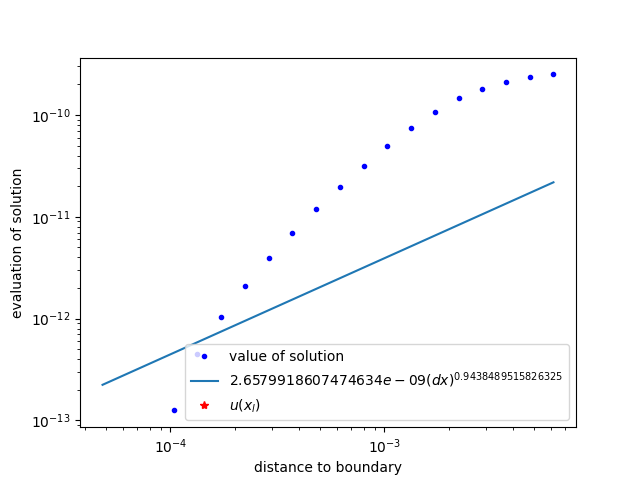 10⁻¹⁰
10⁻¹¹
10⁻¹²
10⁻¹³
evaluation of solution
value of solution
2.6579918607474634e − 09(dx)^0.9438489515826325
u(x_l)
10⁻⁴ 10⁻³
distance to boundary